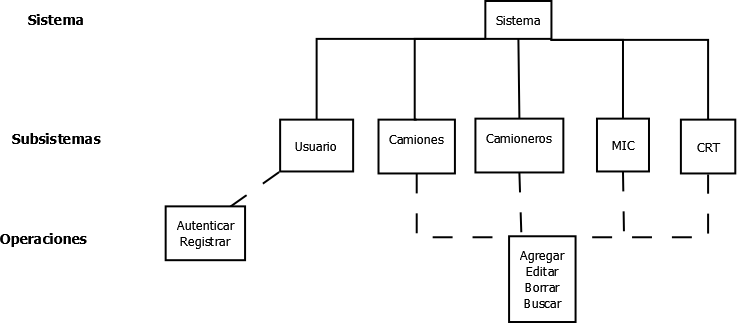 Sistema
Sistema
Subsistemas
Usuario
Camiones
Camioneros
MIC
CRT
Operaciones
Autenticar
Registrar
Agregar
Editar
Borrar
Buscar